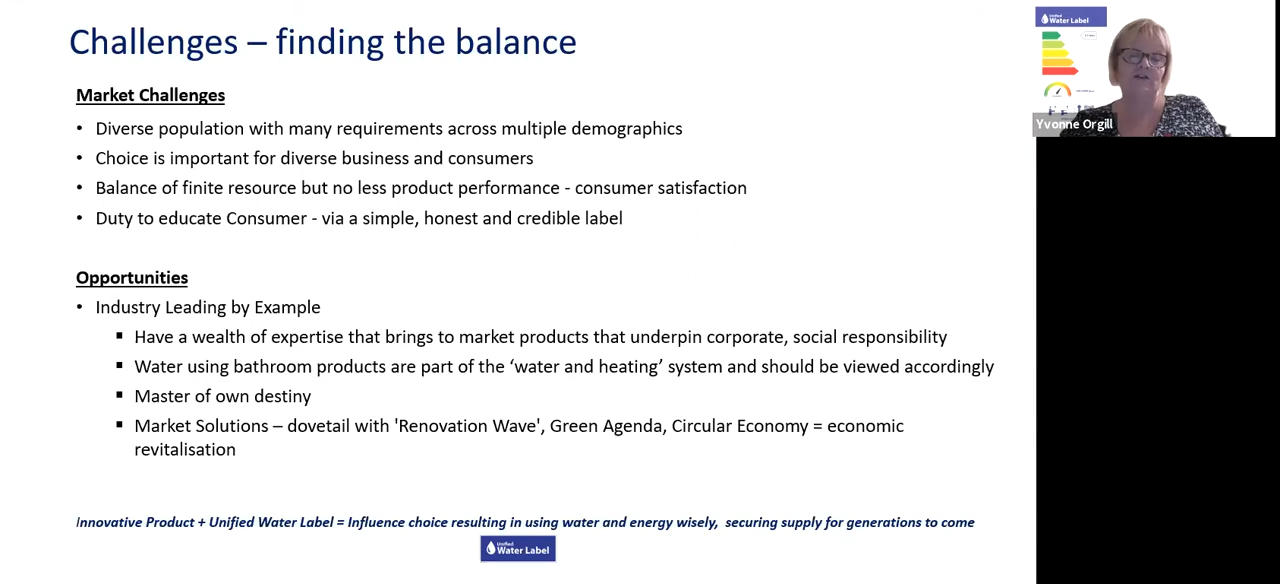 Challenges – finding the balance
Market Challenges
• Diverse population with many requirements across multiple demographics
• Choice is important for diverse business and consumers
• Balance of finite resource but no less product performance - consumer satisfaction
• Duty to educate Consumer - via a simple, honest and credible label
Opportunities
• Industry Leading by Example
▪ Have a wealth of expertise that brings to market products that underpin corporate, social responsibility
▪ Water using bathroom products are part of the ‘water and heating’ system and should be viewed accordingly
▪ Master of own destiny
▪ Market Solutions – dovetail with 'Renovation Wave', Green Agenda, Circular Economy = economic
revitalisation
Innovative Product + Unified Water Label = Influence choice resulting in using water and energy wisely,  securing supply for generations to come
Unified
Water Label
Unified
Water Label
Yvonne Orgill